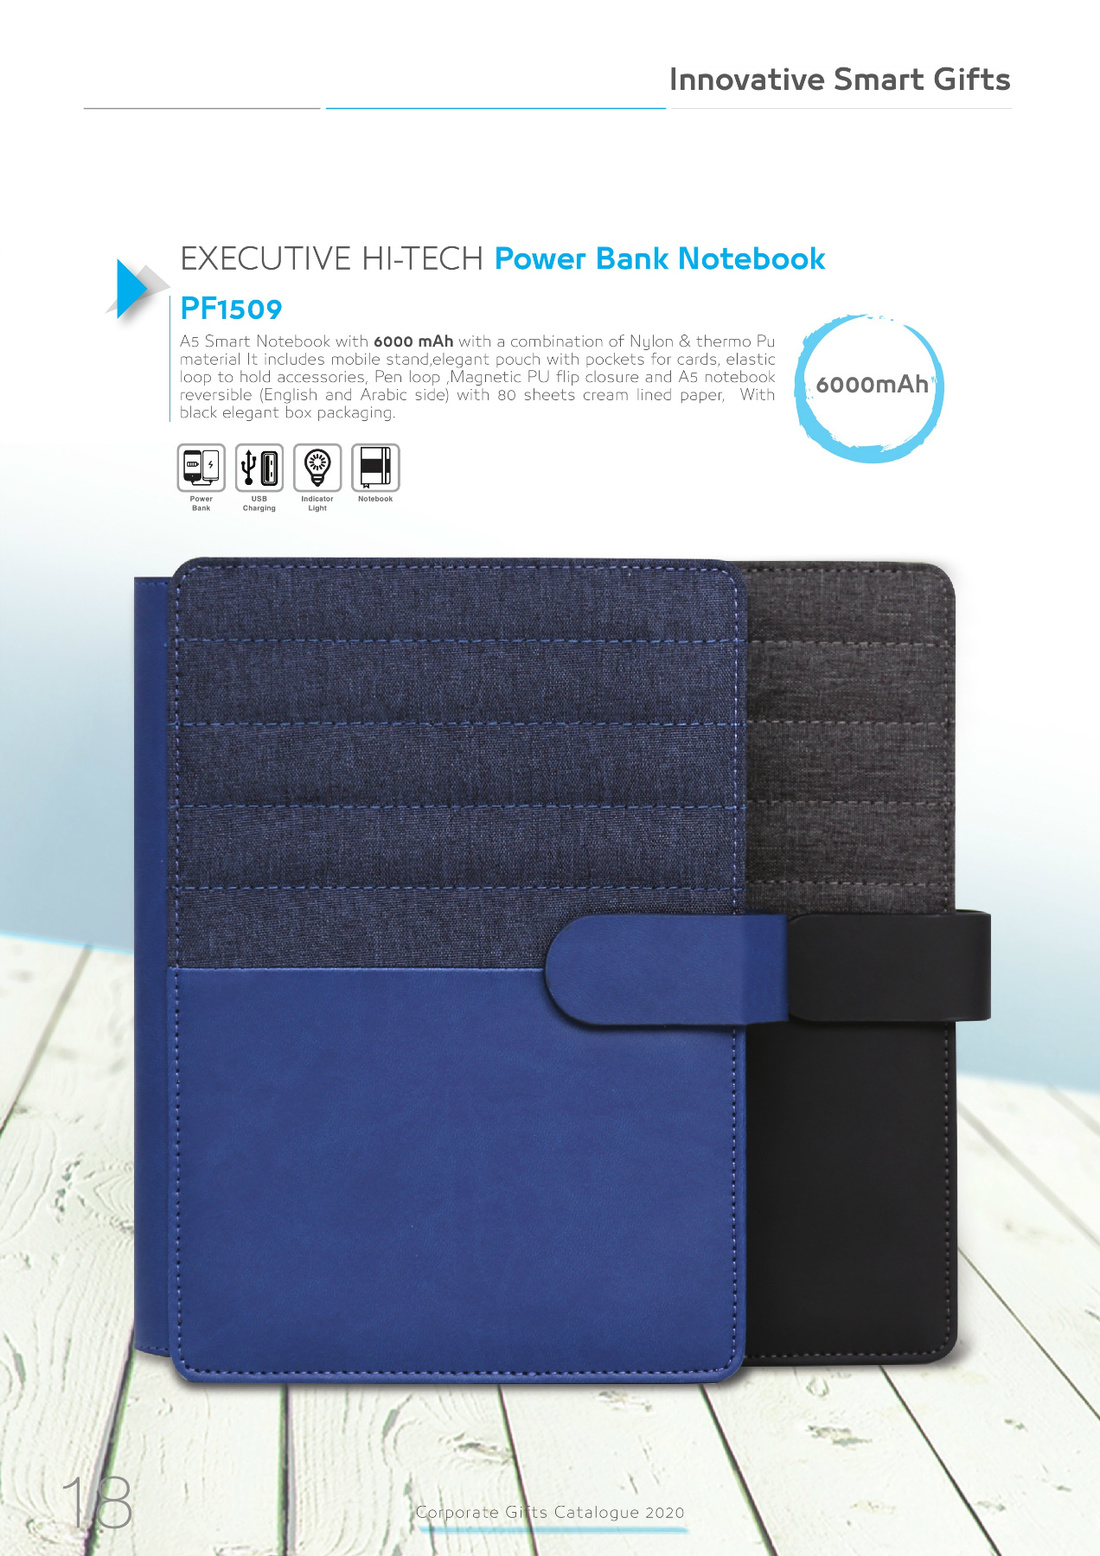 Innovative Smart Gifts
EXECUTIVE HI-TECH Power Bank Notebook
PF1509
A5 Smart Notebook with 6000 mAh with a combination of Nylon & thermo Pu
material It includes mobile stand,elegant pouch with pockets for cards, elastic
loop to hold accessories, Pen loop ,Magnetic PU flip closure and A5 notebook
reversible (English and Arabic side) with 80 sheets cream lined paper, With
black elegant box packaging.
6000mAh
Power
Bank
USB
Charging
Indicator
Light
Notebook
18
Corporate Gifts Catalogue 2020